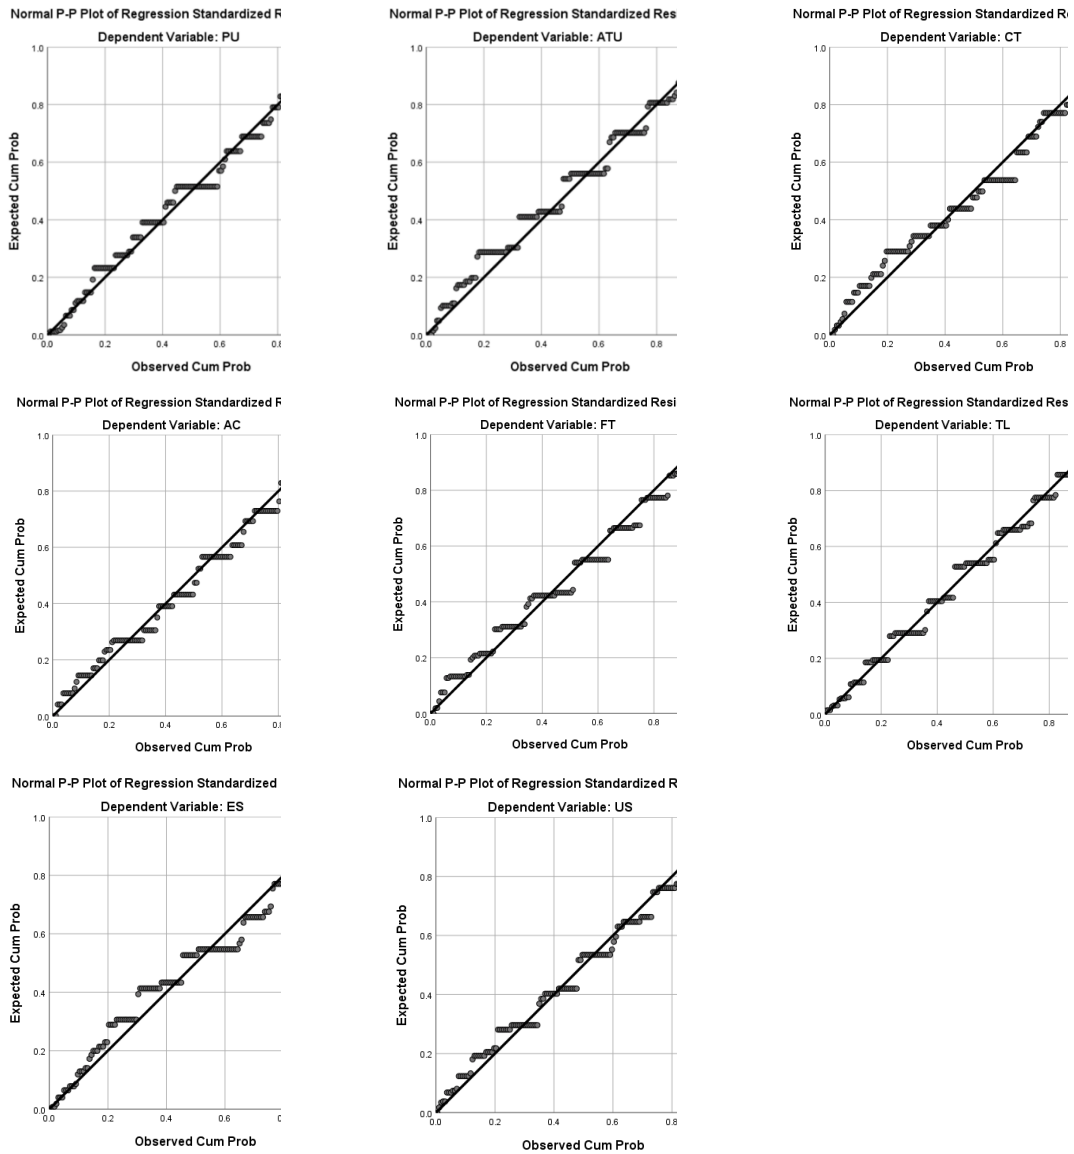 Normal P-P Plot of Regression Standardized R
Dependent Variable: PU
1.0
0.8
0.6
0.4
0.2
0.0
Expected Cum Prob
0.0 0.2 0.4 0.6 0.8
Observed Cum Prob
Normal P-P Plot of Regression Standardized Resi
Dependent Variable: ATU
1.0
0.8
0.6
0.4
0.2
0.0
Expected Cum Prob
0.0 0.2 0.4 0.6 0.8
Observed Cum Prob
Normal P-P Plot of Regression Standardized Re
Dependent Variable: CT
1.0
0.8
0.6
0.4
0.2
0.0
Expected Cum Prob
0.0 0.2 0.4 0.6 0.8
Observed Cum Prob
Normal P-P Plot of Regression Standardized R
Dependent Variable: AC
1.0
0.8
0.6
0.4
0.2
0.0
Expected Cum Prob
0.0 0.2 0.4 0.6 0.8
Observed Cum Prob
Normal P-P Plot of Regression Standardized Resi
Dependent Variable: FT
1.0
0.8
0.6
0.4
0.2
0.0
Expected Cum Prob
0.0 0.2 0.4 0.6 0.8
Observed Cum Prob
Normal P-P Plot of Regression Standardized Res
Dependent Variable: TL
1.0
0.8
0.6
0.4
0.2
0.0
Expected Cum Prob
0.0 0.2 0.4 0.6 0.8
Observed Cum Prob
Normal P-P Plot of Regression Standardized
Dependent Variable: ES
1.0
0.8
0.6
0.4
0.2
0.0
Expected Cum Prob
0.0 0.2 0.4 0.6
Observed Cum Prob
Normal P-P Plot of Regression Standardized R
Dependent Variable: US
1.0
0.8
0.6
0.4
0.2
0.0
Expected Cum Prob
0.0 0.2 0.4 0.6 0.8
Observed Cum Prob